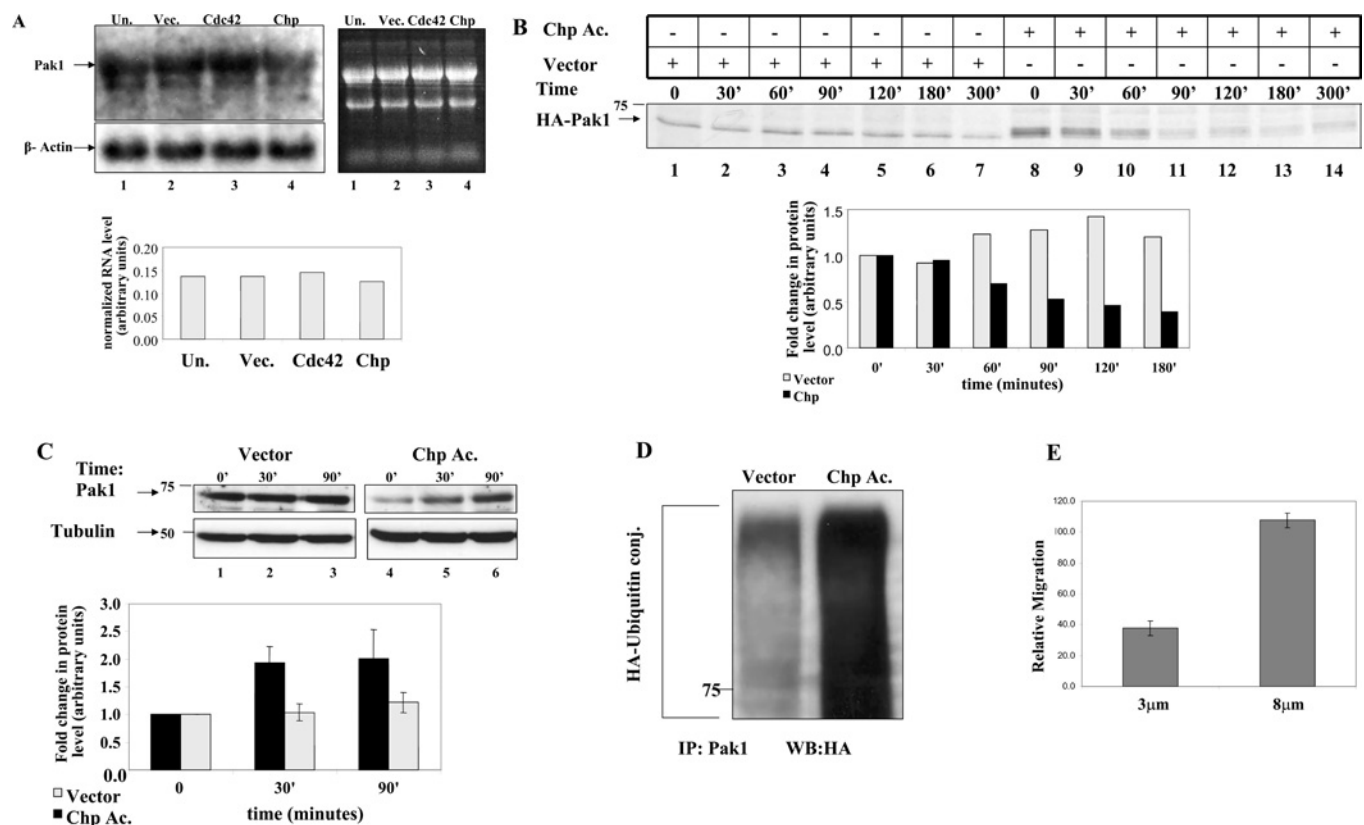 A
Un. Vec. Cdc42 Chp
Un. Vec. Cdc42 Chp
Pak1
β- Actin
1 2 3 4
1 2 3 4
normalized RNA level
(arbitrary units)
0.20
0.15
0.10
0.05
0.00
Un. Vec. Cdc42 Chp
B
Chp Ac. - - - - - - - + + + + + + +
Vector + + + + + + + - - - - - - -
Time 0 30’ 60’ 90’ 120’ 180’ 300’ 0 30’ 60’ 90’ 120’ 180’ 300’
75
HA-Pak1
1 2 3 4 5 6 7 8 9 10 11 12 13 14
Fold change in protein
level (arbitrary units)
1.5
1.0
0.5
0.0
0' 30' 60' 90' 120' 180'
time (minutes)
Vector
Chp
C
Vector Chp Ac.
Time: 0’ 30’ 90’ 0’ 30’ 90’
Pak1 75
Tubulin 50
1 2 3 4 5 6
Fold change in protein
level (arbitrary units)
3.0
2.5
2.0
1.5
1.0
0.5
0.0
0 30' 90'
time (minutes)
Vector
Chp Ac.
D
Vector Chp Ac.
HA-Ubiquitin conj.
75
IP: Pak1 WB:HA
E
Relative Migration
120.0
100.0
80.0
60.0
40.0
20.0
0.0
3µm 8µm